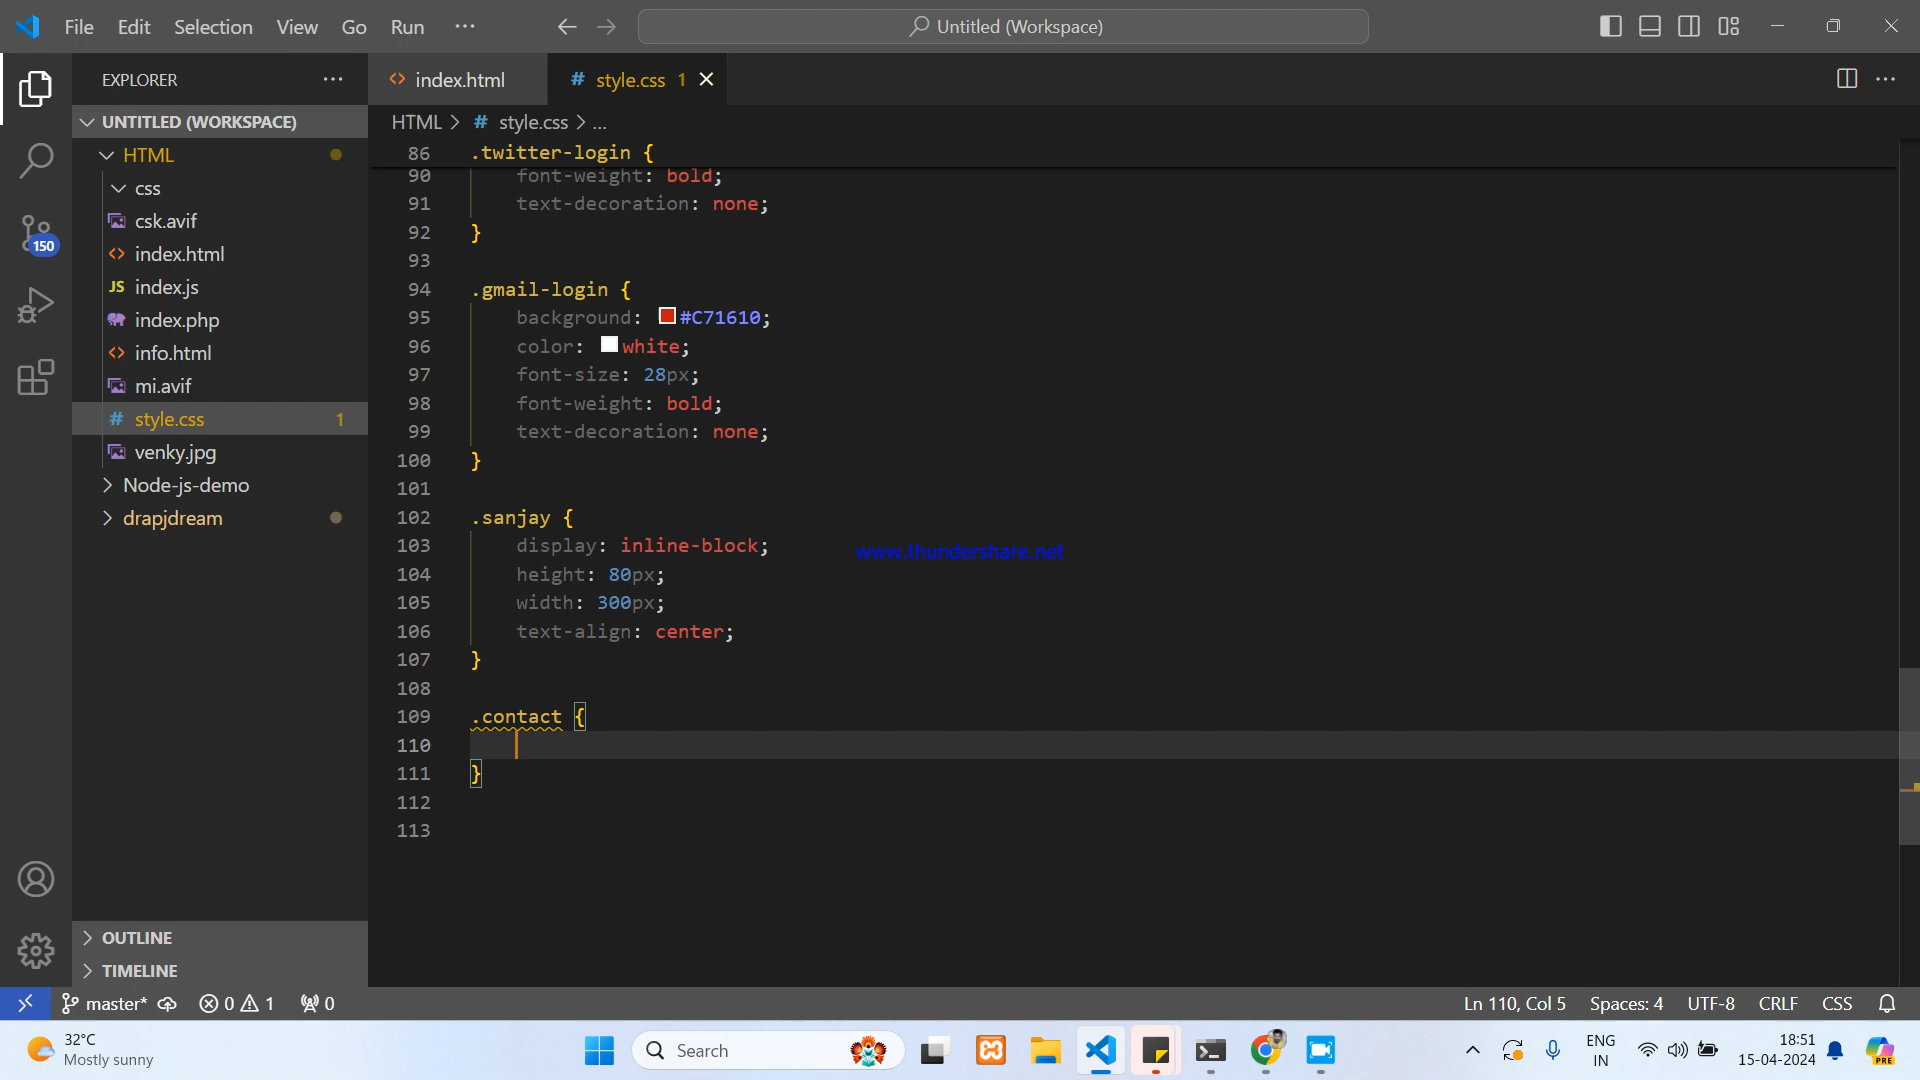 File Edit Selection View Go Run ···
Untitled (Workspace)
EXPLORER ···
UNTITLED (WORKSPACE)
HTML
css
csk.avif
index.html
JS index.js
index.php
info.html
mi.avif
# style.css 1
venky.jpg
Node-js-demo
drapjdream
OUTLINE
TIMELINE
150
<> index.html
# style.css 1
HTML > # style.css > ...
86 .twitter-login {
90 font-weight: bold;
91 text-decoration: none;
92 }
93
94 .gmail-login {
95 background: #C71610;
96 color: white;
97 font-size: 28px;
98 font-weight: bold;
99 text-decoration: none;
100 }
101
102 .sanjay {
103 display: inline-block;
104 height: 80px;
105 width: 300px;
106 text-align: center;
107 }
108
109 .contact {
110
111 }
112
113
www.thundershare.net
master* 0 1 0
Ln 110, Col 5 Spaces: 4 UTF-8 CRLF CSS
32°C
Mostly sunny
Search
ENG
IN
18:51
15-04-2024
PRE